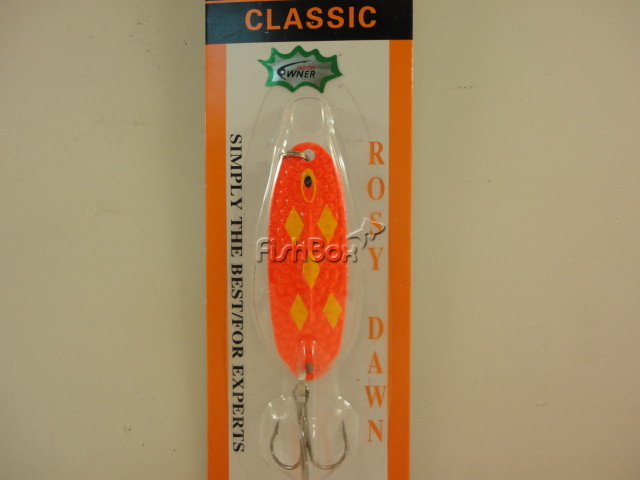 CLASSIC
OWNER
SIMPLY THE BEST/FOR EXPERTS
ROSY DAWN
FishBox